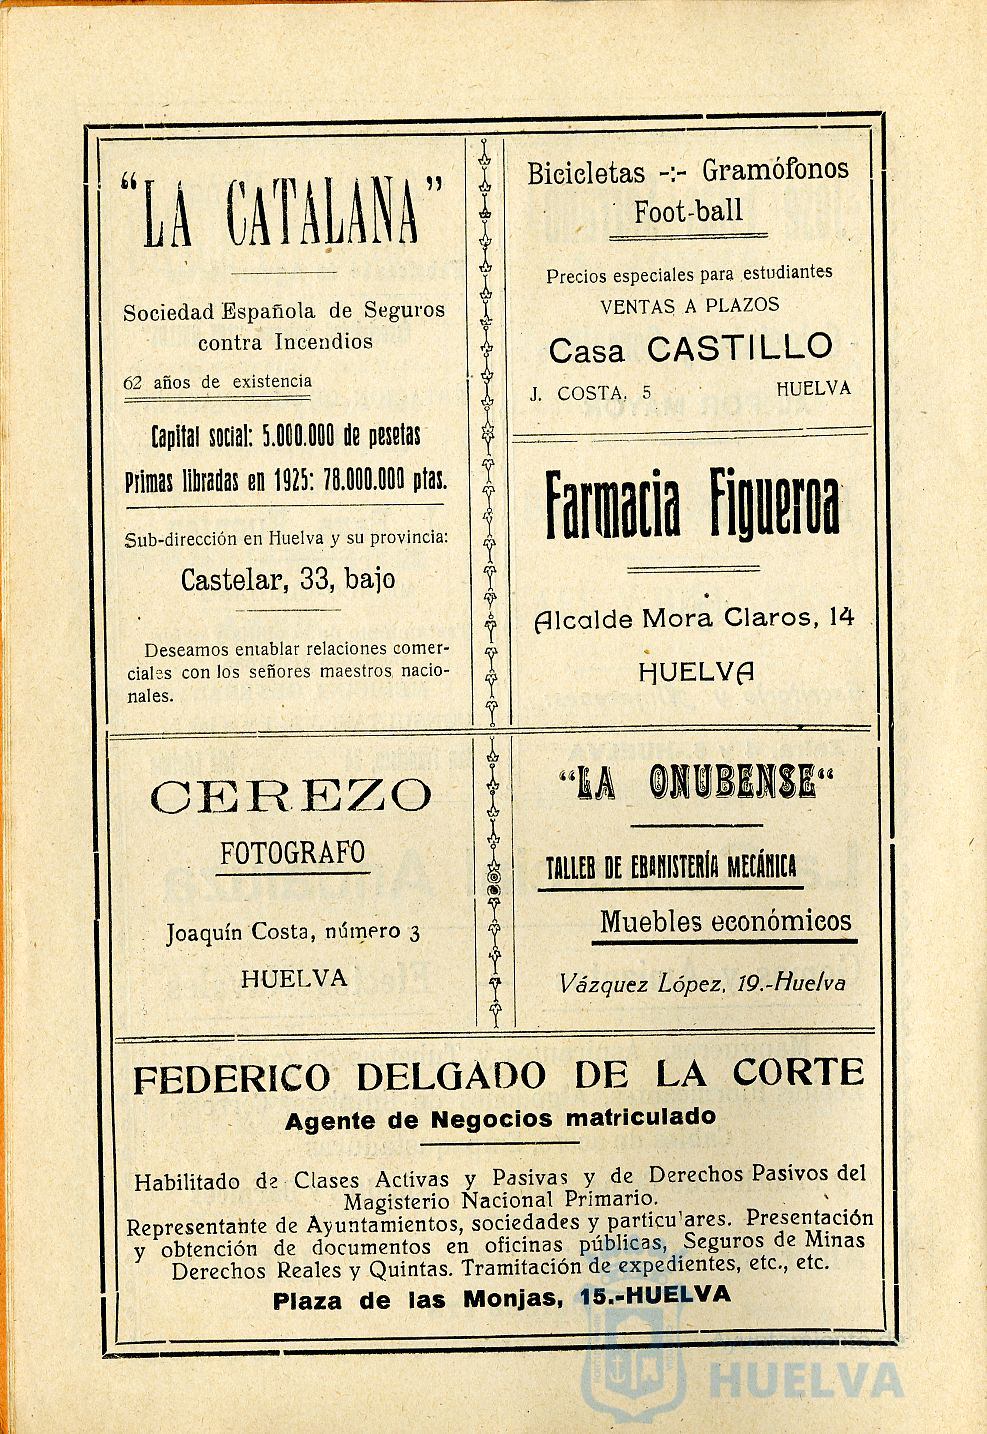 “LA CATALANA”
Sociedad Española de Seguros
contra Incendios
62 años de existencia
Capital social: 5.000.000 de pesetas
Primas libradas en 1925: 78.000.000 ptas.
Sub-dirección en Huelva y su provincia:
Castelar, 33, bajo
Deseamos entablar relaciones comer-
ciales con los señores maestros nacio-
nales.
Bicicletas -:- Gramófonos
Foot-ball
Precios especiales para estudiantes
VENTAS A PLAZOS
Casa CASTILLO
J. COSTA, 5 HUELVA
Farmacia Figueroa
Alcalde Mora Claros, 14
HUELVA
CEREZO
FOTOGRAFO
Joaquín Costa, número 3
HUELVA
“LA ONUBENSE“
TALLER DE EBANISTERÍA MECÁNICA
Muebles económicos
Vázquez López, 19.-Huelva
FEDERICO DELGADO DE LA CORTE
Agente de Negocios matriculado
Habilitado de Clases Activas y Pasivas y de Derechos Pasivos del
Magisterio Nacional Primario.
Representante de Ayuntamientos, sociedades y particulares. Presentación
y obtención de documentos en oficinas públicas, Seguros de Minas
Derechos Reales y Quintas. Tramitación de expedientes, etc., etc.
Plaza de las Monjas, 15.-HUELVA
HUELVA